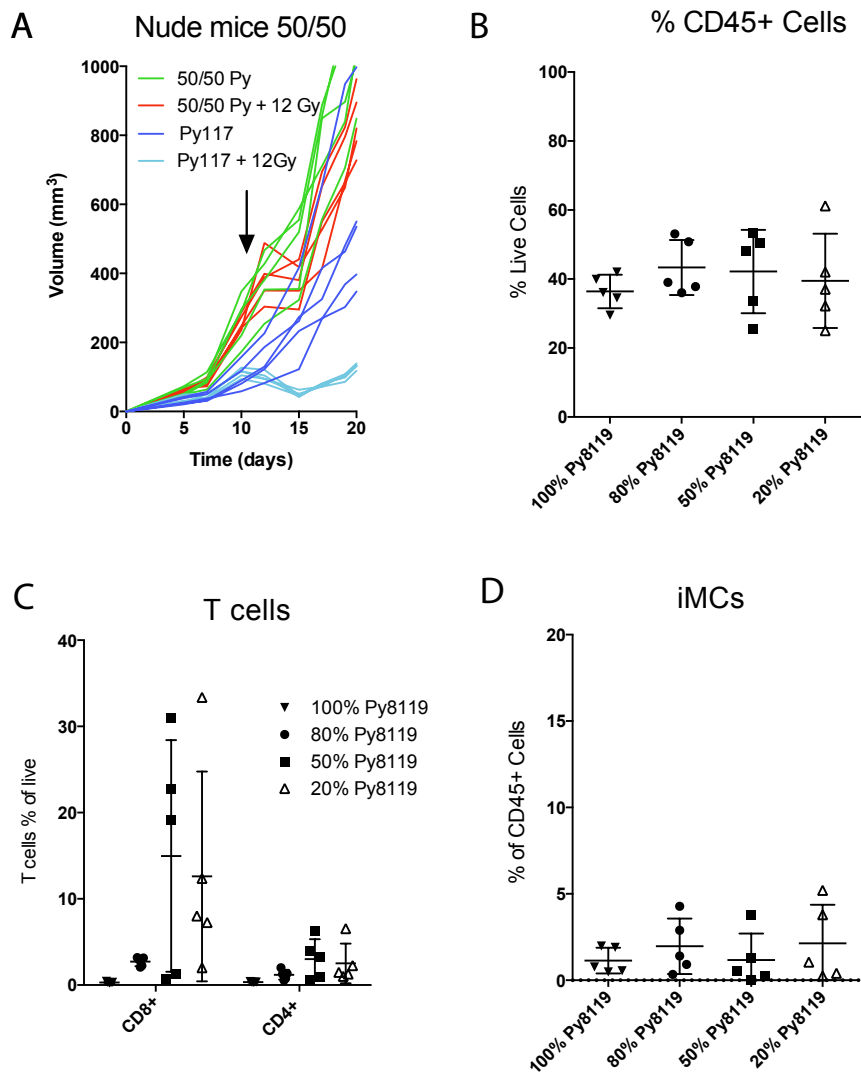 A
Nude mice 50/50
1000
800
600
400
200
0
Volume (mm3)
50/50 Py
50/50 Py + 12 Gy
Py117
Py117 + 12Gy
0 5 10 15 20
Time (days)
B
% CD45+ Cells
100
80
60
40
20
0
% Live Cells
100% Py8119
80% Py8119
50% Py8119
20% Py8119
C
T cells
40
30
20
10
0
T cells % of live
100% Py8119
80% Py8119
50% Py8119
20% Py8119
CD8+
CD4+
D
iMCs
20
15
10
5
0
% of CD45+ Cells
100% Py8119
80% Py8119
50% Py8119
20% Py8119